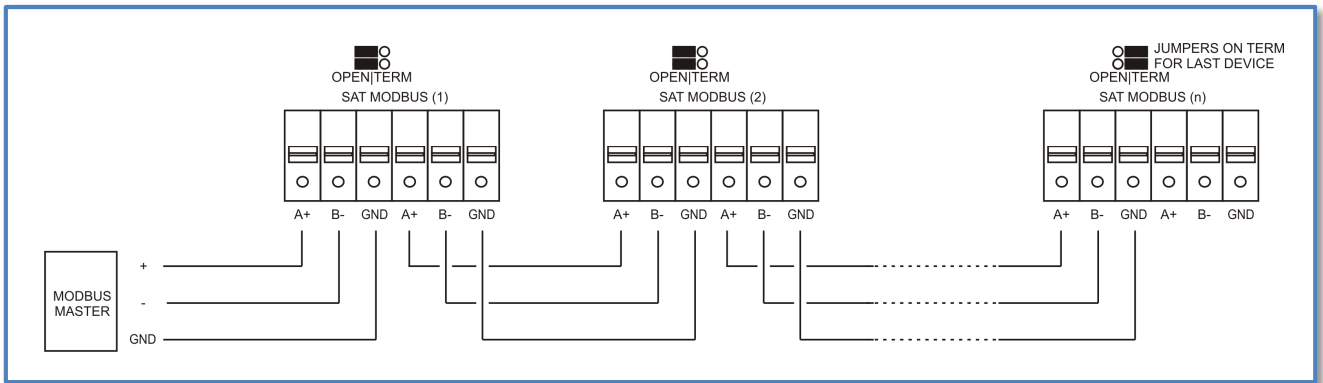 JUMPERS ON TERM
FOR LAST DEVICE
OPEN|TERM OPEN|TERM OPEN|TERM
SAT MODBUS (1) SAT MODBUS (2) SAT MODBUS (n)
A+ B- GND A+ B- GND A+ B- GND A+ B- GND A+ B- GND A+ B- GND
+
MODBUS
MASTER
-
GND